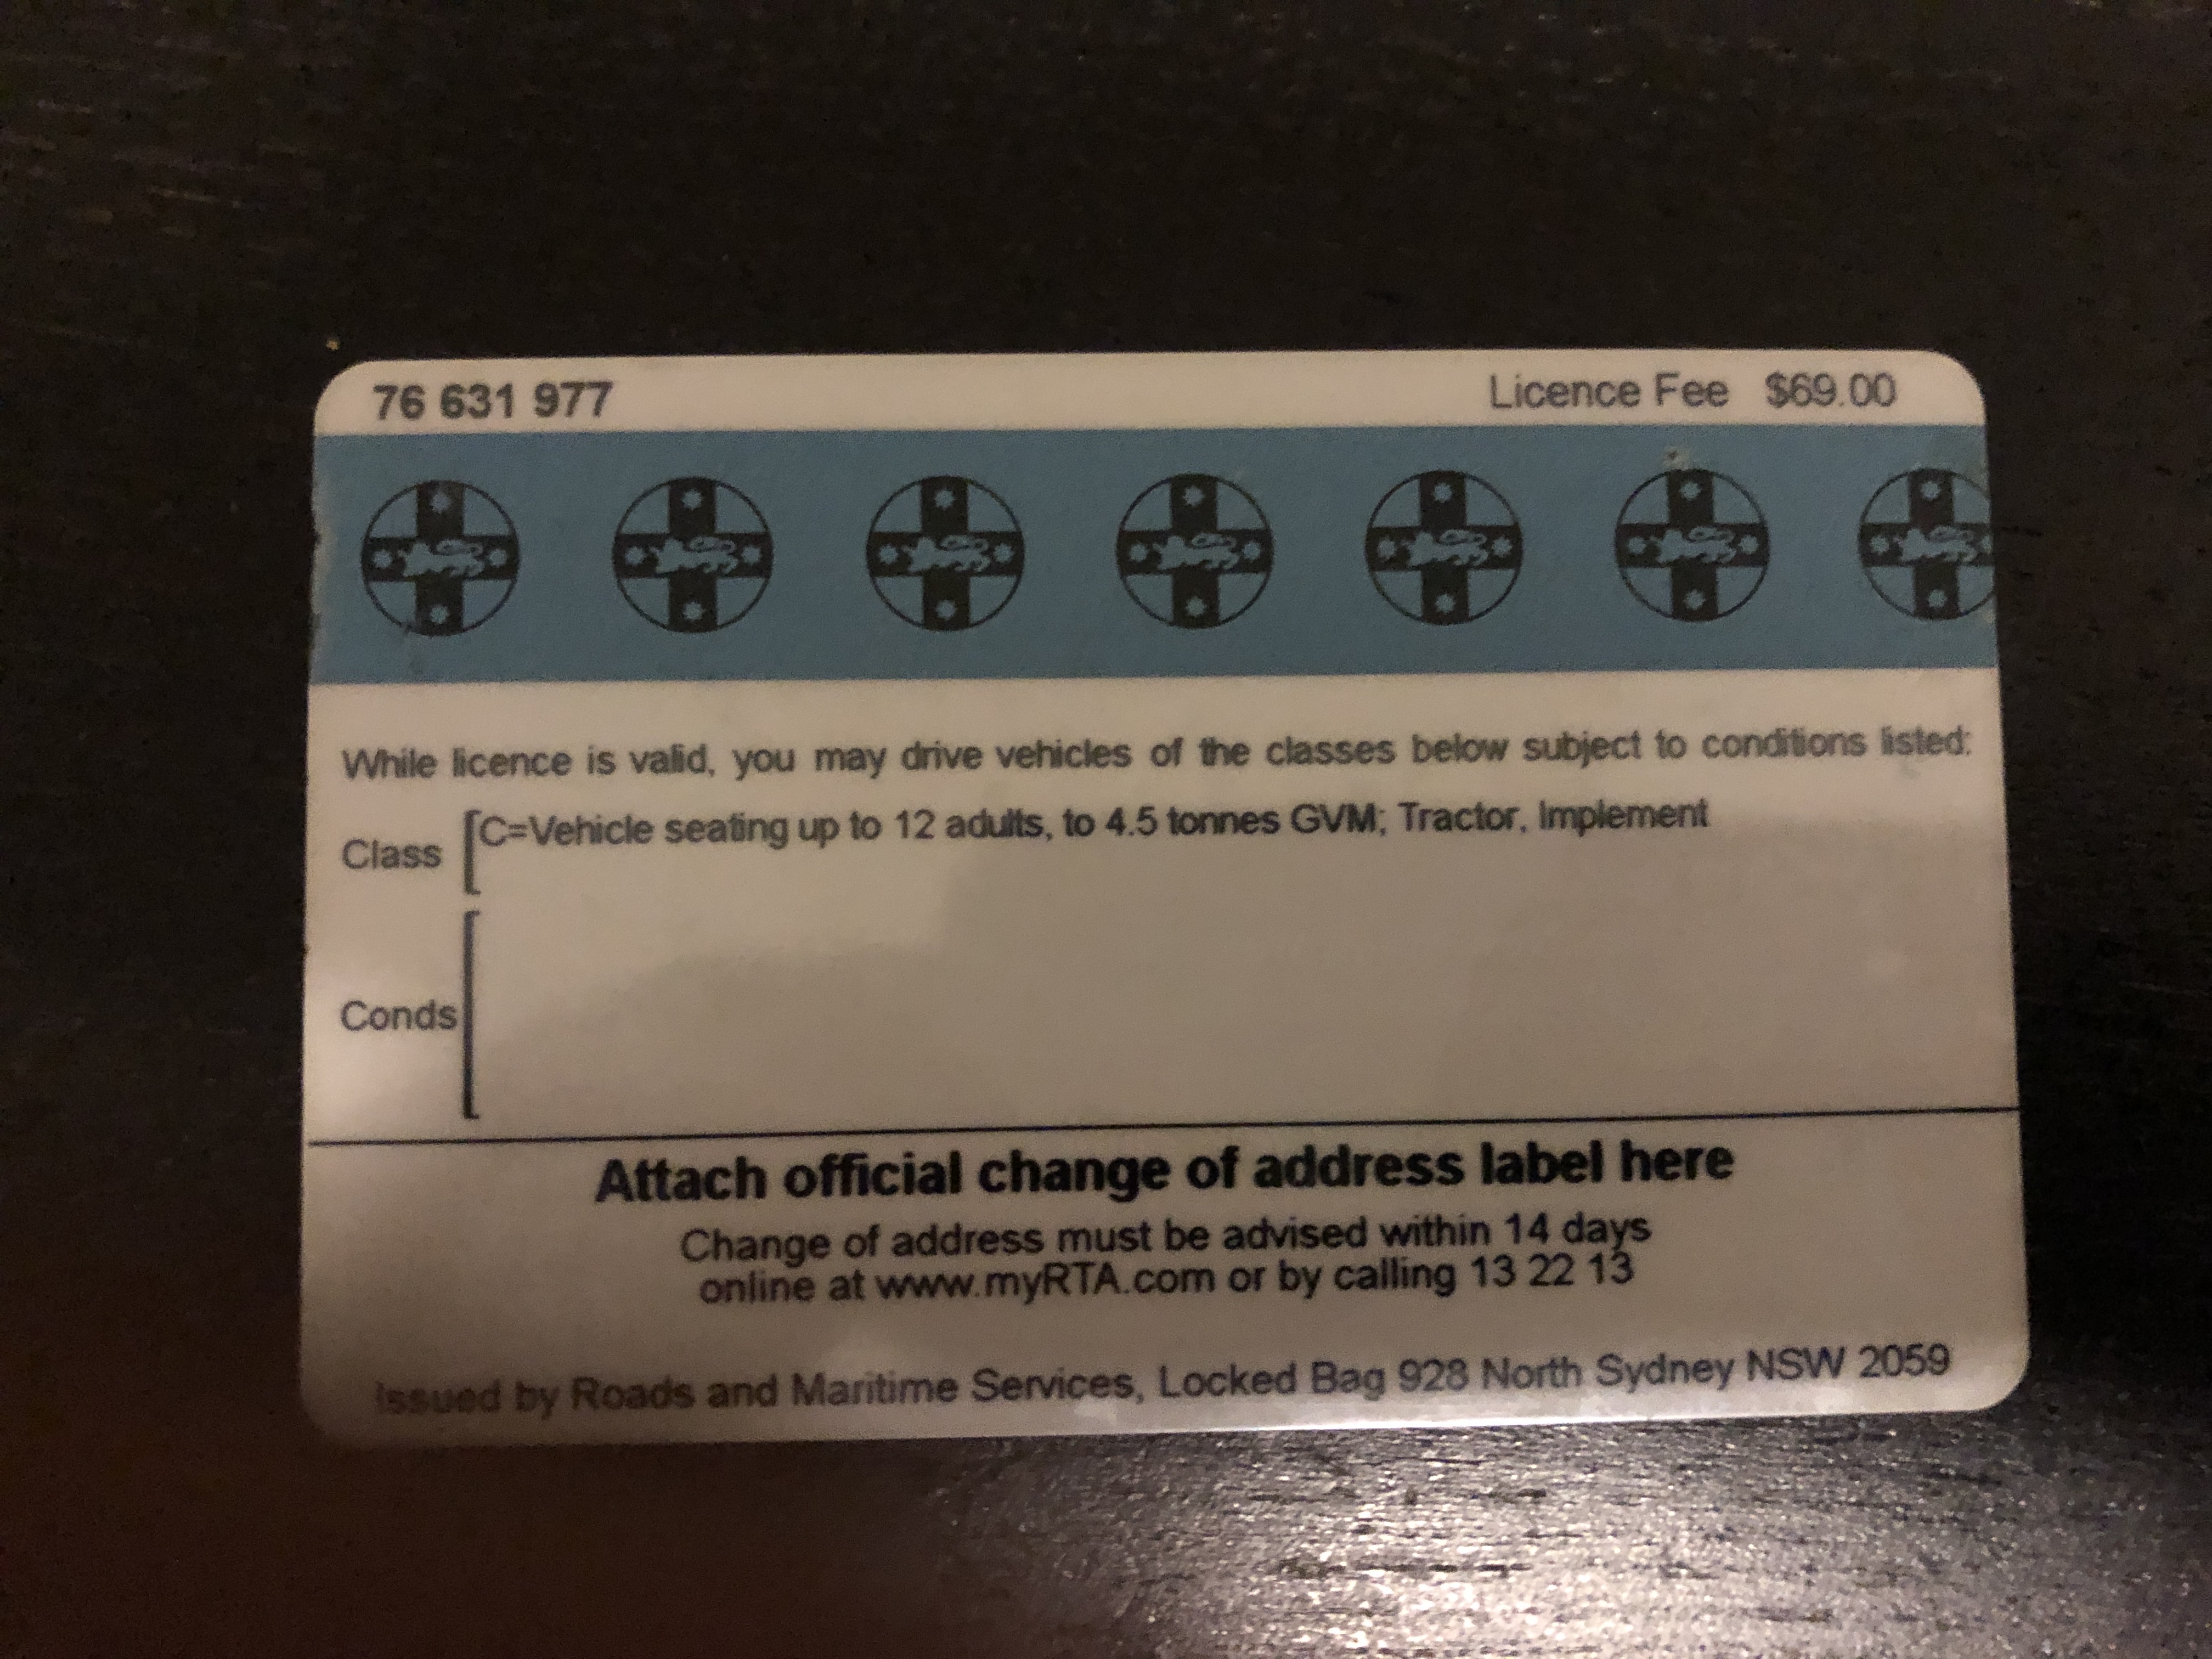 76 631 977 Licence Fee $69.00
While licence is valid, you may drive vehicles of the classes below subject to conditions listed:
Class [C=Vehicle seating up to 12 adults, to 4.5 tonnes GVM; Tractor, Implement
Conds [
Attach official change of address label here
Change of address must be advised within 14 days
online at www.myRTA.com or by calling 13 22 13
Issued by Roads and Maritime Services, Locked Bag 928 North Sydney NSW 2059